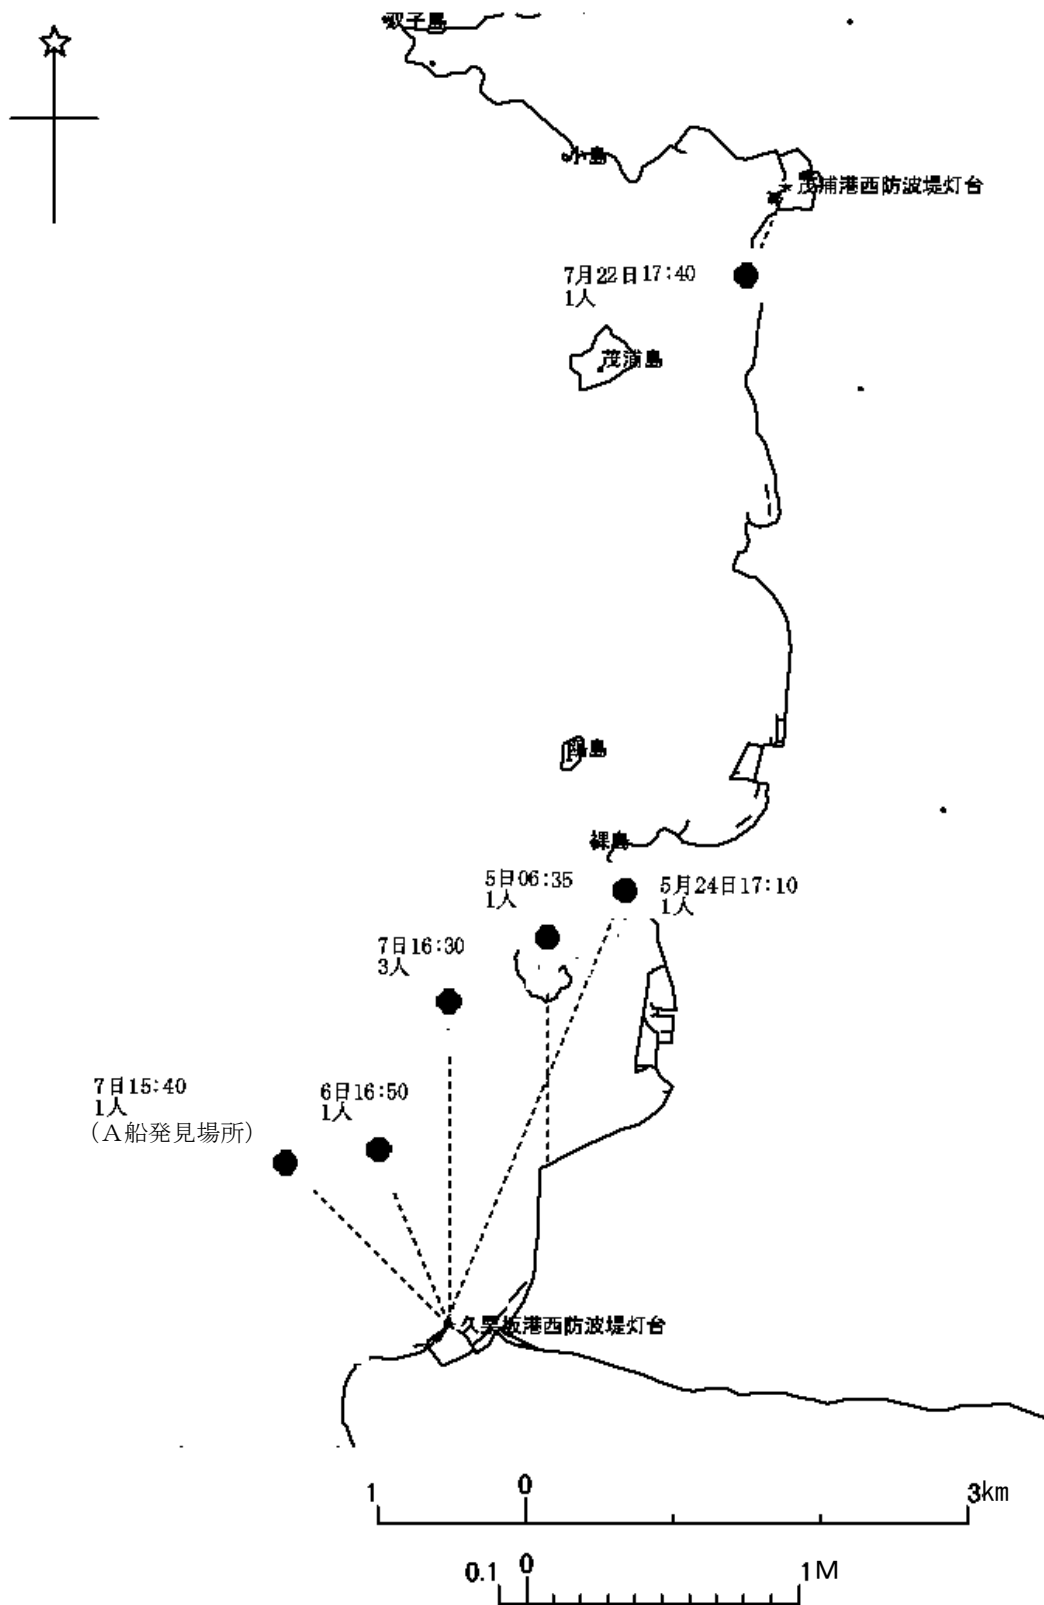 双子島
小島
茂浦港西防波堤灯台
7月22日17:40
1人
茂浦島
裸島
5日06:35
1人
5月24日17:10
1人
7日16:30
3人
7日15:40
1人
(A船発見場所)
6日16:50
1人
久栗坂港西防波堤灯台
1 0 3km
0.1 0 1M